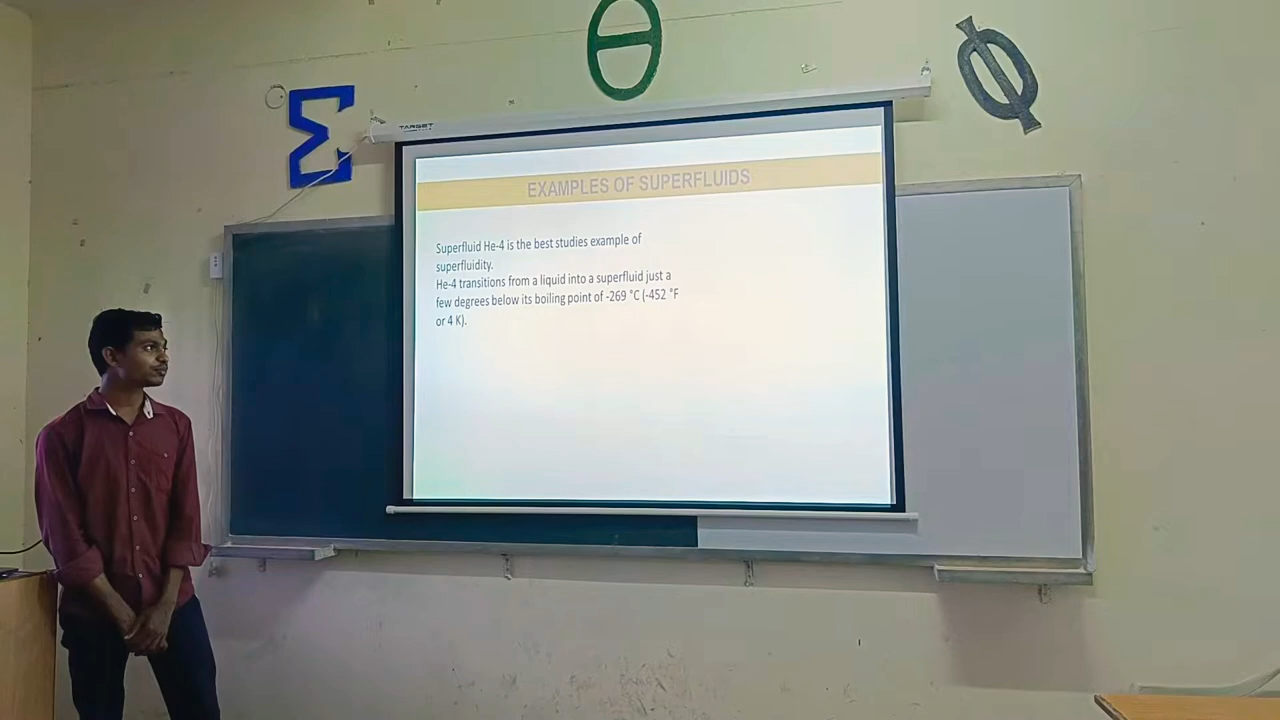 Σ
Θ
Φ
TARGET
EXAMPLES OF SUPERFLUIDS
Superfluid He-4 is the best studies example of
superfluidity.
He-4 transitions from a liquid into a superfluid just a
few degrees below its boiling point of -269 °C (-452 °F
or 4 K).